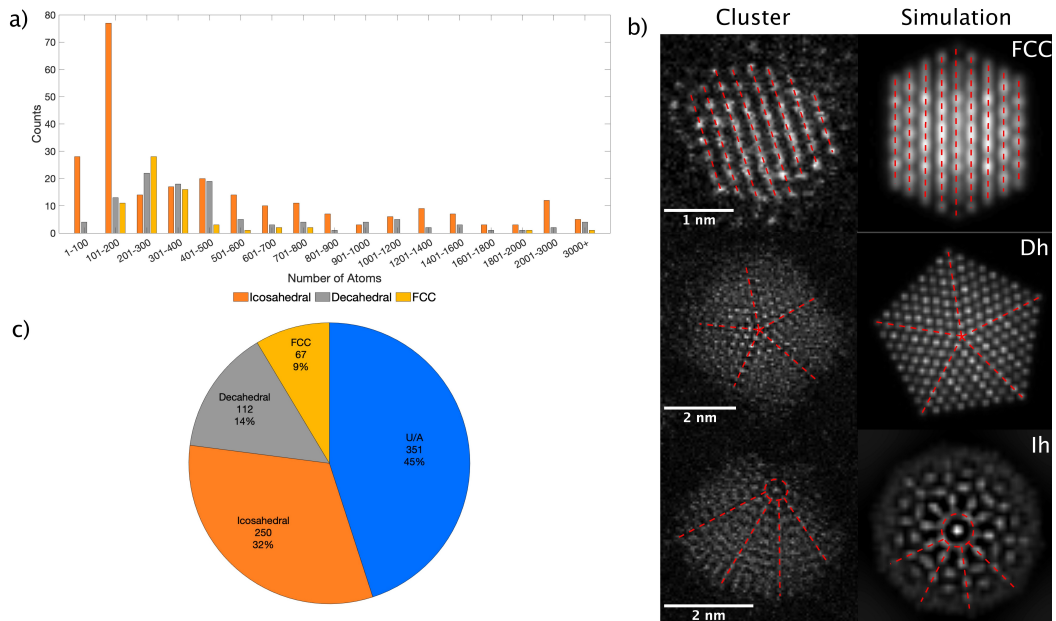 a)
80
70
60
50
40
30
20
10
0
Counts
1-100
101-200
201-300
301-400
401-500
501-600
601-700
701-800
801-900
901-1000
1001-1200
1201-1400
1401-1600
1601-1800
1801-2000
2001-3000
3000+
Number of Atoms
Icosahedral Decahedral FCC
b)
Cluster Simulation
FCC
1 nm
Dh
2 nm
Ih
2 nm
c)
FCC
67
9%
Decahedral
112
14%
U/A
351
45%
Icosahedral
250
32%